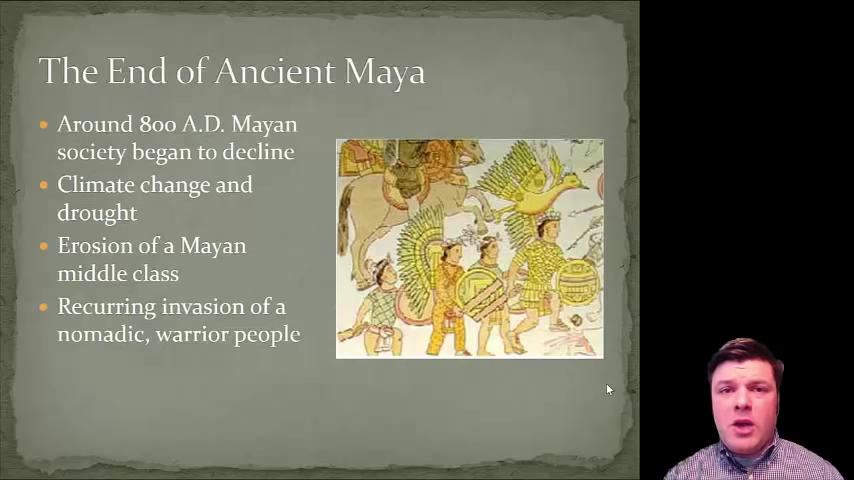 The End of Ancient Maya
Around 800 A.D. Mayan
society began to decline
Climate change and
drought
Erosion of a Mayan
middle class
Recurring invasion of a
nomadic, warrior people